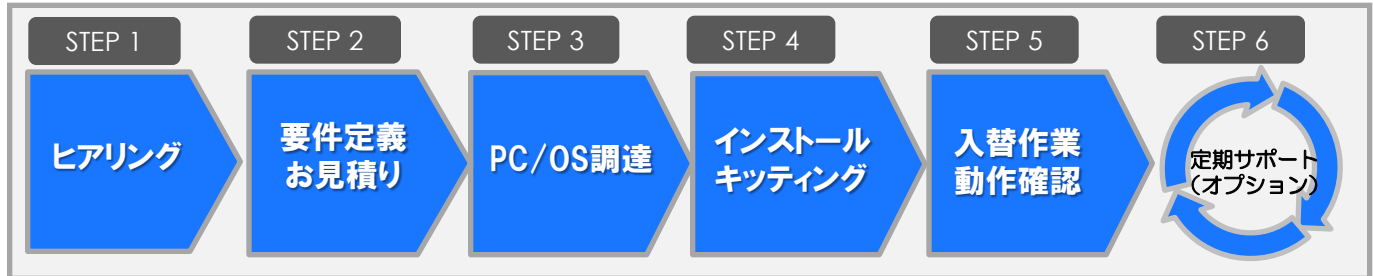 STEP 1
ヒアリング
STEP 2
要件定義
お見積り
STEP 3
PC/OS調達
STEP 4
インストール
キッティング
STEP 5
入替作業
動作確認
STEP 6
定期サポート
（オプション）